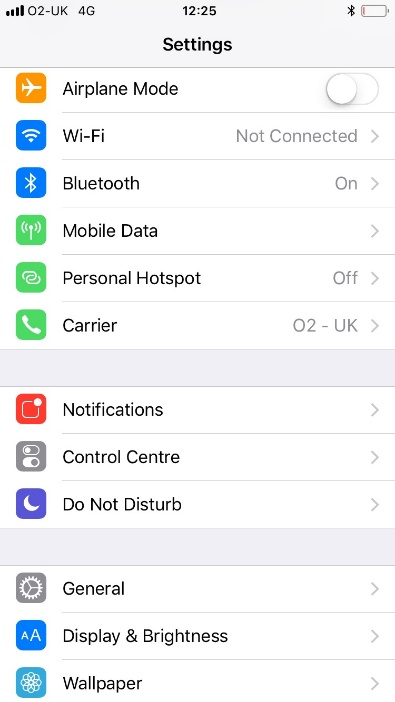 O2-UK 4G 12:25
Settings
Airplane Mode
Wi-Fi Not Connected
Bluetooth On
Mobile Data
Personal Hotspot Off
Carrier O2 - UK
Notifications
Control Centre
Do Not Disturb
General
AA Display & Brightness
Wallpaper